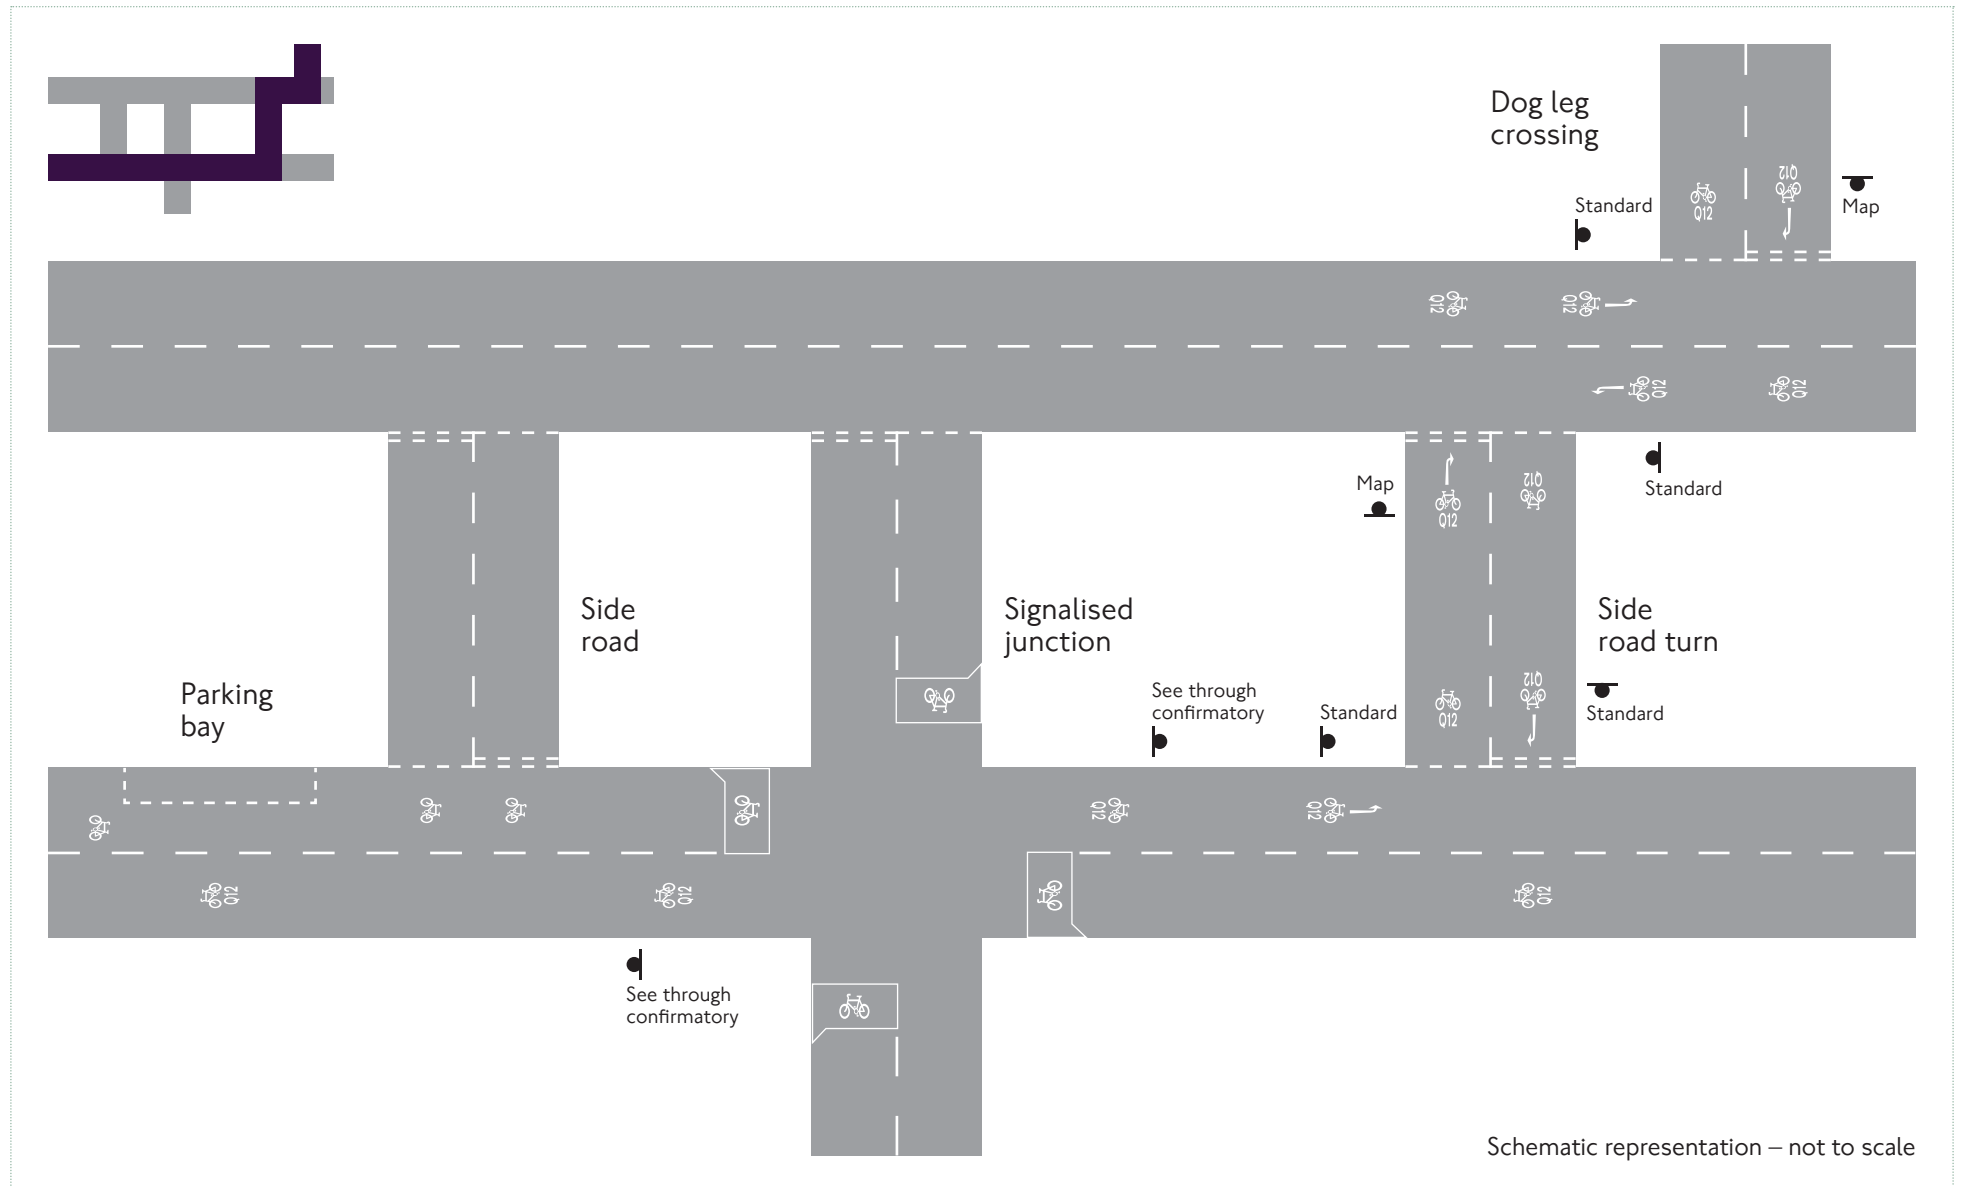 Dog leg
crossing
Standard
Map
Q12
Q12
Q12
Q12
Q12
Q12
Map
Standard
Q12
Q12
Side
road
Signalised
junction
Side
road turn
Parking
bay
See through
confirmatory
Standard
Q12
Q12
Standard
Q12
Q12
Q12
Q12
Q12
See through
confirmatory
Schematic representation – not to scale